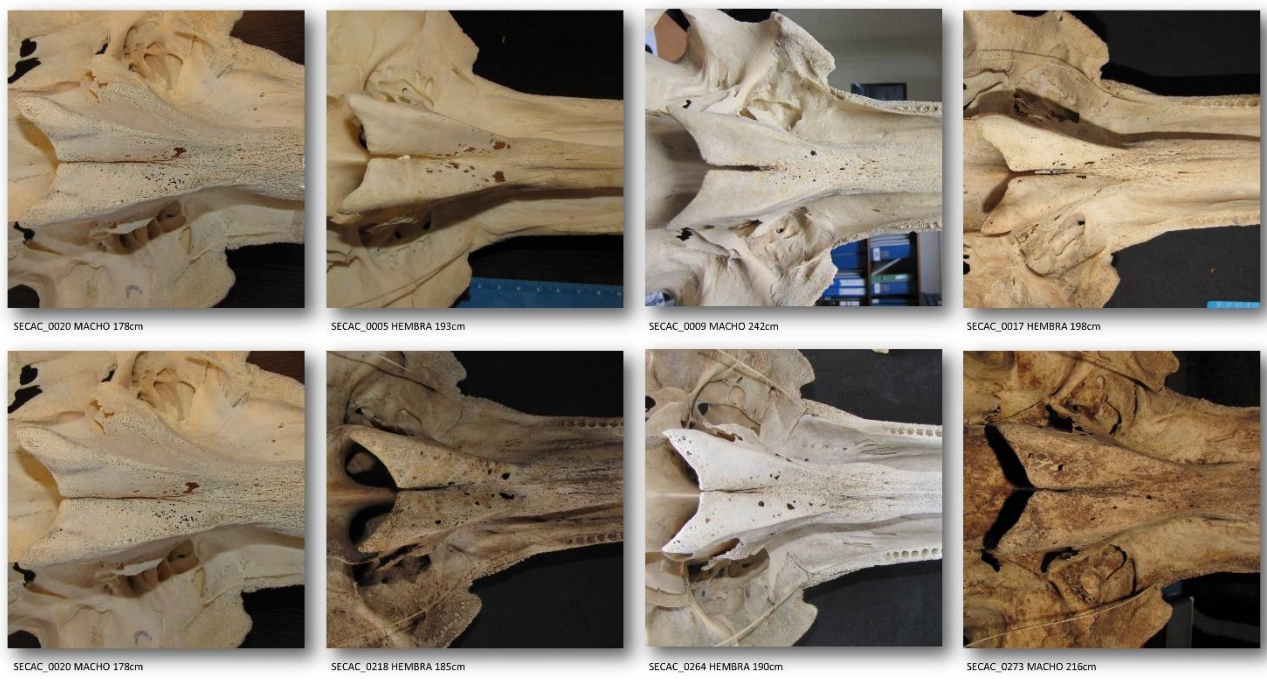 SECAC_0020 MACHO 178cm
SECAC_0005 HEMBRA 193cm
SECAC_0009 MACHO 242cm
SECAC_0017 HEMBRA 198cm
SECAC_0020 MACHO 178cm
SECAC_0218 HEMBRA 185cm
SECAC_0264 HEMBRA 190cm
SECAC_0273 MACHO 216cm